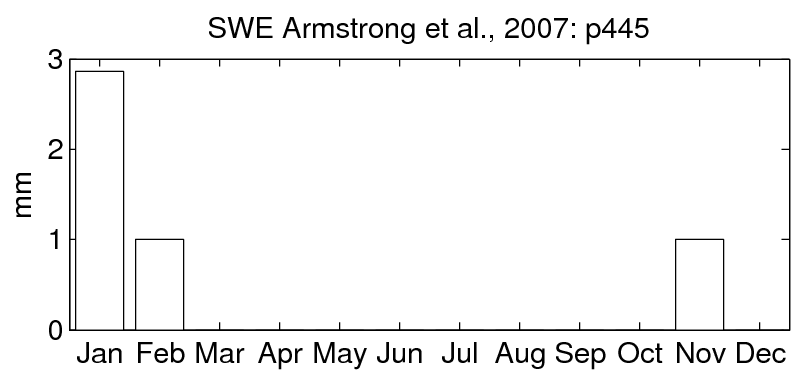 SWE Armstrong et al., 2007: p445
3
2
1
0
mm
Jan Feb Mar Apr May Jun Jul Aug Sep Oct Nov Dec